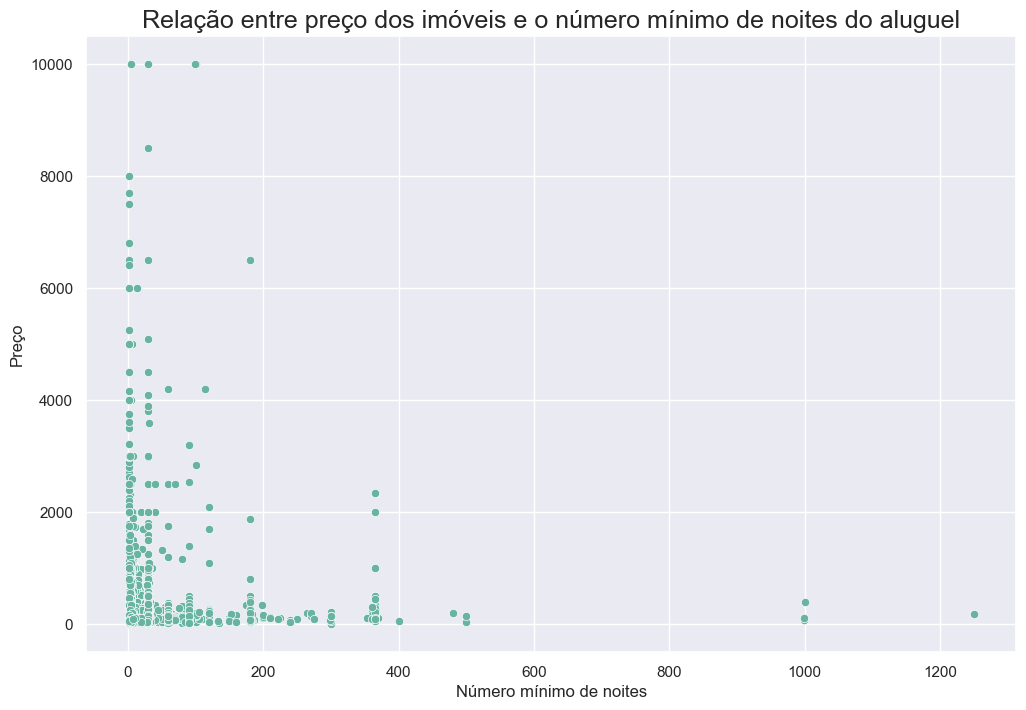 Relação entre preço dos imóveis e o número mínimo de noites do aluguel
10000
8000
6000
4000
2000
0
Preço
0 200 400 600 800 1000 1200
Número mínimo de noites